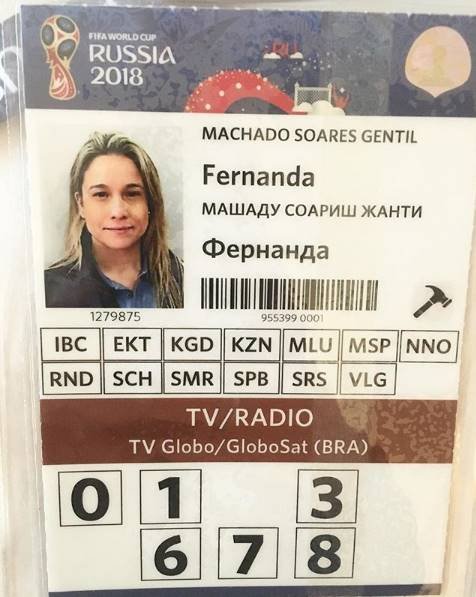 FIFA WORLD CUP
RUSSIA
2018
MACHADO SOARES GENTIL
Fernanda
МАШАДУ СОАРИШ ЖАНТИ
Фернанда
1279875
955399 0001
IBC EKT KGD KZN MLU MSP NNO
RND SCH SMR SPB SRS VLG
TV/RADIO
TV Globo/GloboSat (BRA)
0 1 3
6 7 8